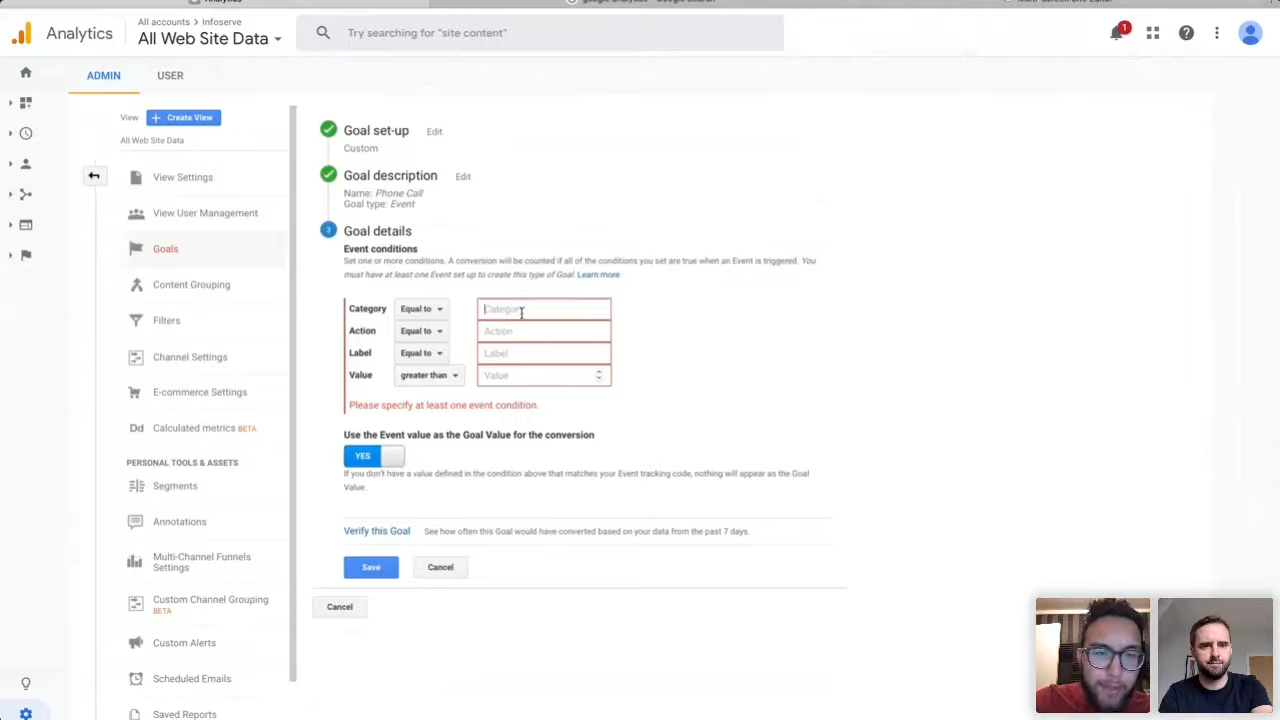 Analytics
All accounts > Infoserve
All Web Site Data
Try searching for "site content"
1
ADMIN
USER
View
+ Create View
All Web Site Data
View Settings
View User Management
Goals
Content Grouping
Filters
Channel Settings
E-commerce Settings
Dd Calculated metrics BETA
PERSONAL TOOLS & ASSETS
Segments
Annotations
Multi-Channel Funnels
Settings
Custom Channel Grouping
BETA
Custom Alerts
Scheduled Emails
Saved Reports
Goal set-up Edit
Custom
Goal description Edit
Name: Phone Call
Goal type: Event
3 Goal details
Event conditions
Set one or more conditions. A conversion will be counted if all of the conditions you set are true when an Event is triggered. You
must have at least one Event set up to create this type of Goal Learn more
Category Equal to Category
Action Equal to Action
Label Equal to Label
Value greater than Value
Please specify at least one event condition.
Use the Event value as the Goal Value for the conversion
YES
If you don't have a value defined in the condition above that matches your Event tracking code, nothing will appear as the Goal
Value.
Verify this Goal See how often this Goal would have converted based on your data from the past 7 days.
Save Cancel
Cancel